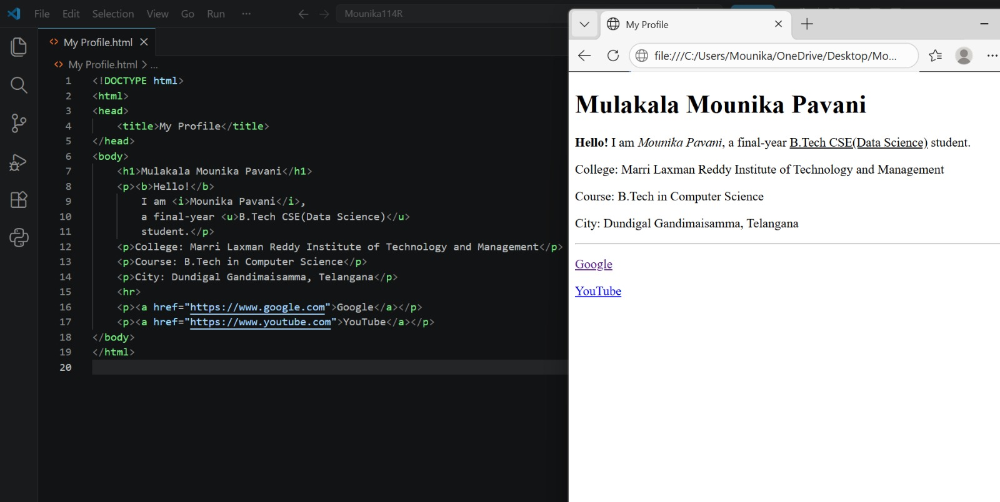 File Edit Selection View Go Run ... Mounika114R
My Profile.html
My Profile.html > ...
1 <!DOCTYPE html>
2 <html>
3 <head>
4 <title>My Profile</title>
5 </head>
6 <body>
7 <h1>Mulakala Mounika Pavani</h1>
8 <p><b>Hello!</b>
9 I am <i>Mounika Pavani</i>,
10 a final-year <u>B.Tech CSE(Data Science)</u>
11 student.</p>
12 <p>College: Marri Laxman Reddy Institute of Technology and Management</p>
13 <p>Course: B.Tech in Computer Science</p>
14 <p>City: Dundigal Gandimaisamma, Telangana</p>
15 <hr>
16 <p><a href="https://www.google.com">Google</a></p>
17 <p><a href="https://www.youtube.com">YouTube</a></p>
18 </body>
19 </html>
20
My Profile
file:///C:/Users/Mounika/OneDrive/Desktop/Mo...
Mulakala Mounika Pavani
Hello! I am Mounika Pavani, a final-year B.Tech CSE(Data Science) student.
College: Marri Laxman Reddy Institute of Technology and Management
Course: B.Tech in Computer Science
City: Dundigal Gandimaisamma, Telangana
Google
YouTube